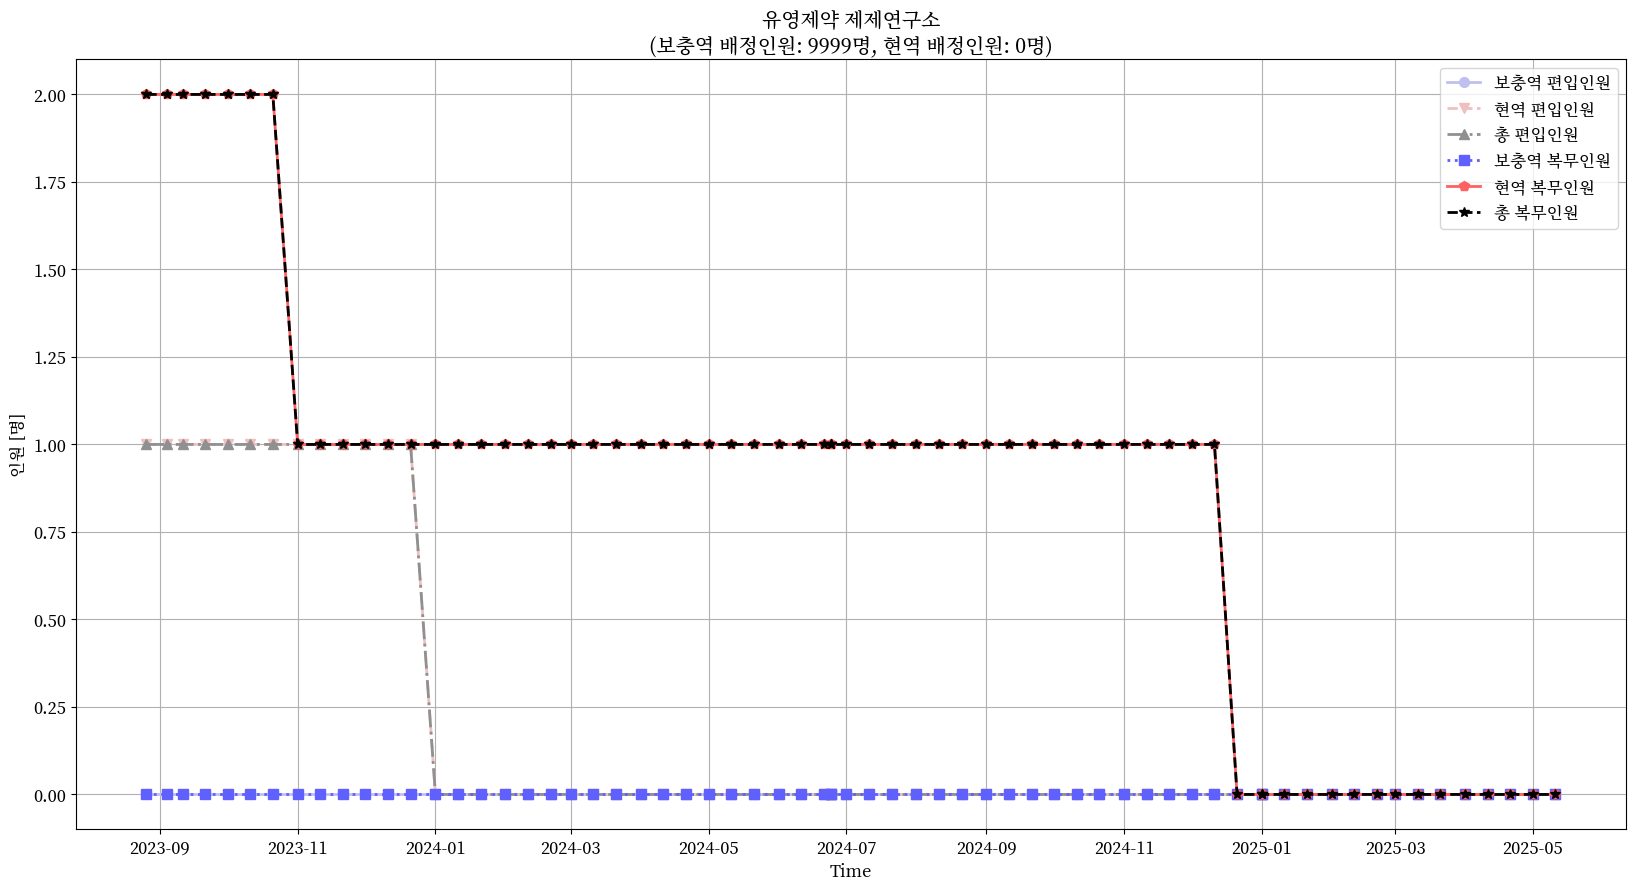 유영제약 제제연구소
(보충역 배정인원: 9999명, 현역 배정인원: 0명)
보충역 편입인원
현역 편입인원
총 편입인원
보충역 복무인원
현역 복무인원
총 복무인원
2.00
1.75
1.50
1.25
1.00
0.75
0.50
0.25
0.00
인원 [명]
2023-09
2023-11
2024-01
2024-03
2024-05
2024-07
2024-09
2024-11
2025-01
2025-03
2025-05
Time